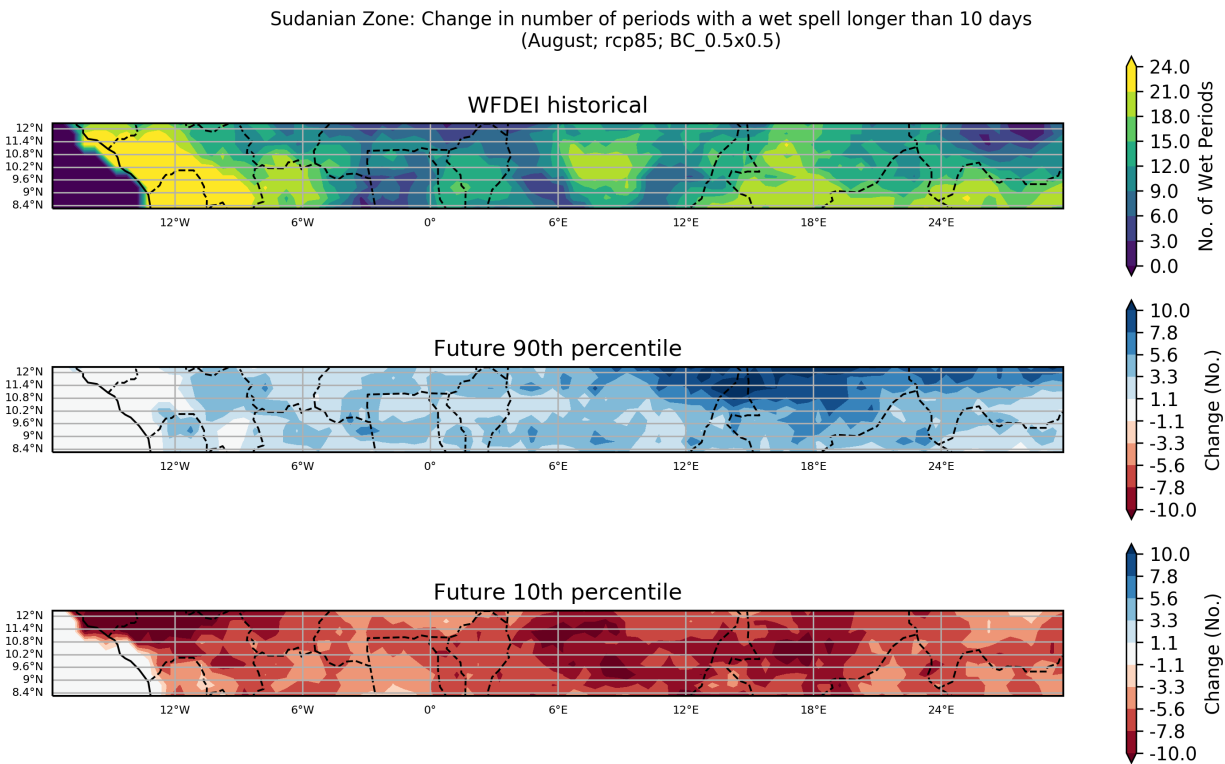 Sudanian Zone: Change in number of periods with a wet spell longer than 10 days
(August; rcp85; BC_0.5x0.5)
WFDEI historical
12°N
11.4°N
10.8°N
10.2°N
9.6°N
9°N
8.4°N
12°W 6°W 0° 6°E 12°E 18°E 24°E
24.0
21.0
18.0
15.0
12.0
9.0
6.0
3.0
0.0
No. of Wet Periods
Future 90th percentile
12°N
11.4°N
10.8°N
10.2°N
9.6°N
9°N
8.4°N
12°W 6°W 0° 6°E 12°E 18°E 24°E
10.0
7.8
5.6
3.3
1.1
-1.1
-3.3
-5.6
-7.8
-10.0
Change (No.)
Future 10th percentile
12°N
11.4°N
10.8°N
10.2°N
9.6°N
9°N
8.4°N
12°W 6°W 0° 6°E 12°E 18°E 24°E
10.0
7.8
5.6
3.3
1.1
-1.1
-3.3
-5.6
-7.8
-10.0
Change (No.)